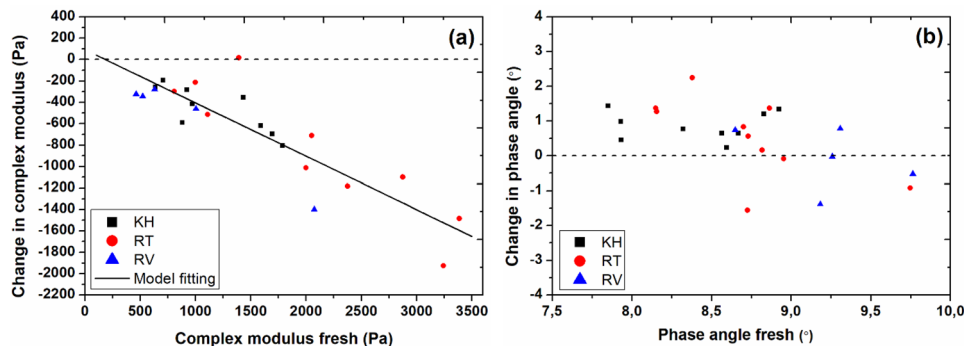 (a)
Change in complex modulus (Pa)
400
200
0
-200
-400
-600
-800
-1000
-1200
-1400
-1600
-1800
-2000
-2200
KH
RT
RV
Model fitting
0 500 1000 1500 2000 2500 3000 3500
Complex modulus fresh (Pa)
(b)
Change in phase angle (°)
4
3
2
1
0
-1
-2
-3
-4
KH
RT
RV
7,5 8,0 8,5 9,0 9,5 10,0
Phase angle fresh (°)